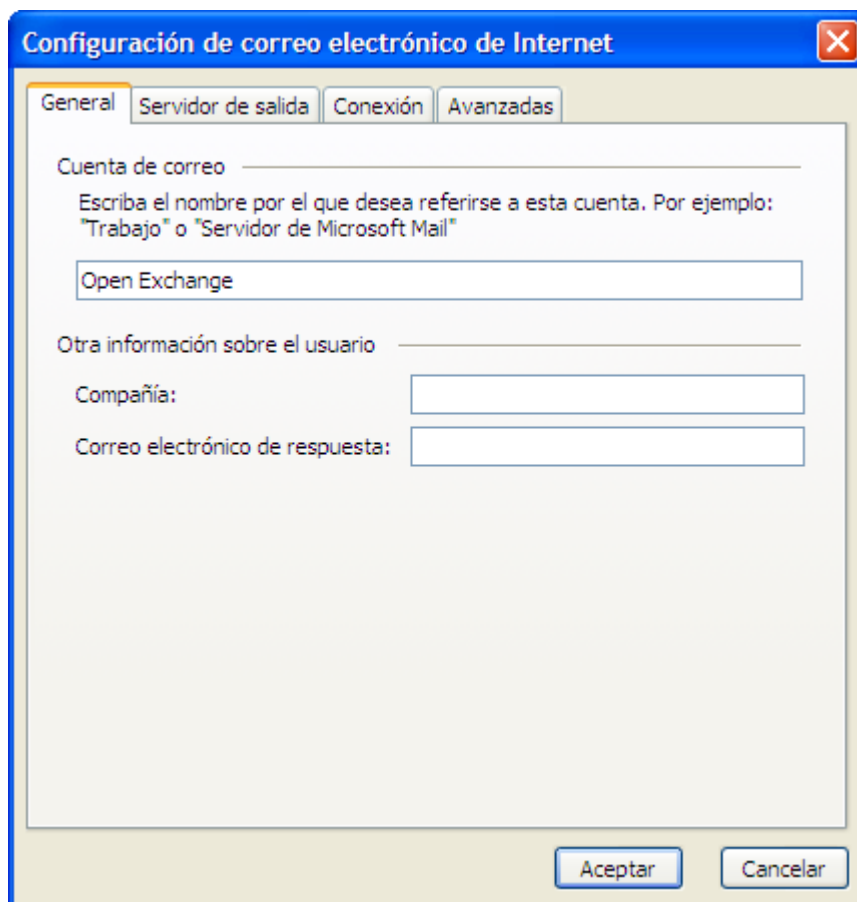 Configuración de correo electrónico de Internet
General
Servidor de salida
Conexión
Avanzadas
Cuenta de correo
Escriba el nombre por el que desea referirse a esta cuenta. Por ejemplo:
"Trabajo" o "Servidor de Microsoft Mail"
Open Exchange
Otra información sobre el usuario
Compañía:
Correo electrónico de respuesta:
Aceptar
Cancelar